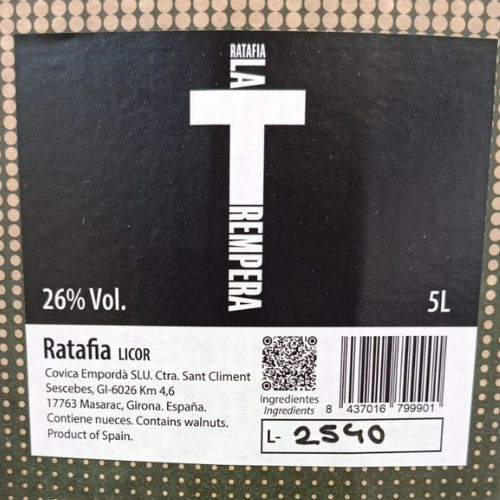 RATAFIA
LA
TREMPERA
26% Vol.
5L
Ratafia LICOR
Covica Empordà SLU. Ctra. Sant Climent
Sescebes, GI-6026 Km 4,6
17763 Masarac, Girona. España.
Contiene nueces. Contains walnuts.
Product of Spain.
Ingredientes
Ingredients
8 437016 799901
L- 2540